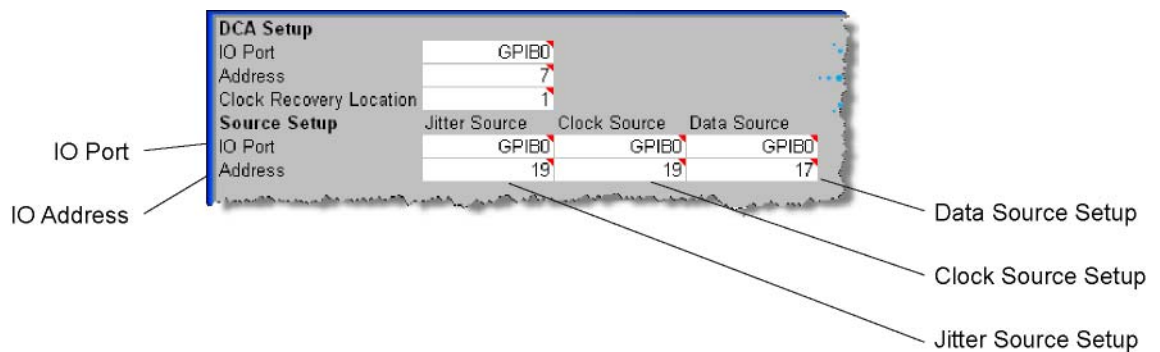 DCA Setup
IO Port GPIB0
Address 7
Clock Recovery Location 1
Source Setup Jitter Source Clock Source Data Source
IO Port GPIB0 GPIB0 GPIB0
Address 19 19 17
IO Port
IO Address
Data Source Setup
Clock Source Setup
Jitter Source Setup